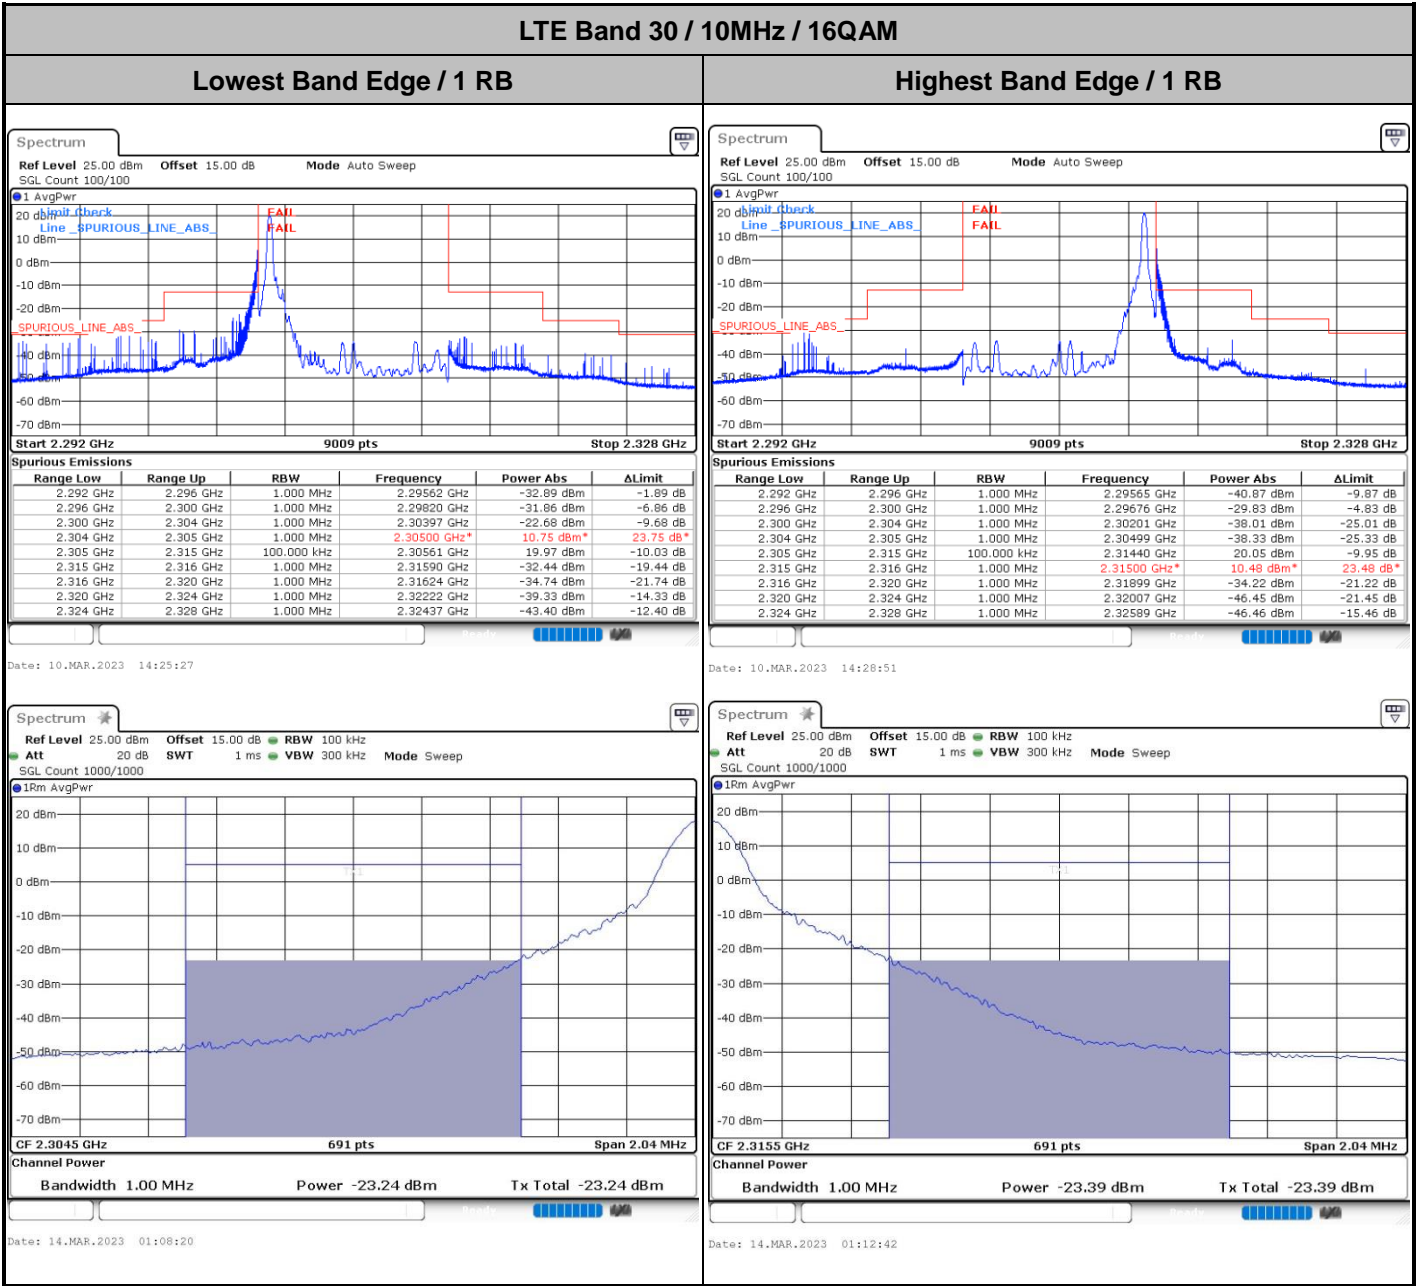 LTE Band 30 / 10MHz / 16QAM
Lowest Band Edge / 1 RB
Highest Band Edge / 1 RB
Spectrum
Ref Level 25.00 dBm Offset 15.00 dB Mode Auto Sweep
SGL Count 100/100
1 AvgPwr
Limit Check FAIL
Line _SPURIOUS_LINE_ABS_ FAIL
20 dBm
10 dBm
0 dBm
-10 dBm
-20 dBm
_SPURIOUS_LINE_ABS_
-40 dBm
-50 dBm
-60 dBm
-70 dBm
Start 2.292 GHz 9009 pts Stop 2.328 GHz
Spurious Emissions
Range Low Range Up RBW Frequency Power Abs ΔLimit
2.292 GHz 2.296 GHz 1.000 MHz 2.29562 GHz -32.89 dBm -1.89 dB
2.296 GHz 2.300 GHz 1.000 MHz 2.29820 GHz -31.86 dBm -6.86 dB
2.300 GHz 2.304 GHz 1.000 MHz 2.30397 GHz -22.68 dBm -9.68 dB
2.304 GHz 2.305 GHz 1.000 MHz 2.30500 GHz* 10.75 dBm* 23.75 dB*
2.305 GHz 2.315 GHz 100.000 kHz 2.30561 GHz 19.97 dBm -10.03 dB
2.315 GHz 2.316 GHz 1.000 MHz 2.31590 GHz -32.44 dBm -19.44 dB
2.316 GHz 2.320 GHz 1.000 MHz 2.31624 GHz -34.74 dBm -21.74 dB
2.320 GHz 2.324 GHz 1.000 MHz 2.32222 GHz -39.33 dBm -14.33 dB
2.324 GHz 2.328 GHz 1.000 MHz 2.32437 GHz -43.40 dBm -12.40 dB
Ready
Date: 10.MAR.2023 14:25:27
Spectrum
Ref Level 25.00 dBm Offset 15.00 dB Mode Auto Sweep
SGL Count 100/100
1 AvgPwr
Limit Check FAIL
Line _SPURIOUS_LINE_ABS_ FAIL
20 dBm
10 dBm
0 dBm
-10 dBm
-20 dBm
_SPURIOUS_LINE_ABS_
-40 dBm
-50 dBm
-60 dBm
-70 dBm
Start 2.292 GHz 9009 pts Stop 2.328 GHz
Spurious Emissions
Range Low Range Up RBW Frequency Power Abs ΔLimit
2.292 GHz 2.296 GHz 1.000 MHz 2.29565 GHz -40.87 dBm -9.87 dB
2.296 GHz 2.300 GHz 1.000 MHz 2.29676 GHz -29.83 dBm -4.83 dB
2.300 GHz 2.304 GHz 1.000 MHz 2.30201 GHz -38.01 dBm -25.01 dB
2.304 GHz 2.305 GHz 1.000 MHz 2.30499 GHz -38.33 dBm -25.33 dB
2.305 GHz 2.315 GHz 100.000 kHz 2.31440 GHz 20.05 dBm -9.95 dB
2.315 GHz 2.316 GHz 1.000 MHz 2.31500 GHz* 10.48 dBm* 23.48 dB*
2.316 GHz 2.320 GHz 1.000 MHz 2.31899 GHz -34.22 dBm -21.22 dB
2.320 GHz 2.324 GHz 1.000 MHz 2.32007 GHz -46.45 dBm -21.45 dB
2.324 GHz 2.328 GHz 1.000 MHz 2.32589 GHz -46.46 dBm -15.46 dB
Date: 10.MAR.2023 14:28:51
Spectrum
Ref Level 25.00 dBm Offset 15.00 dB RBW 100 kHz
Att 20 dB SWT 1 ms VBW 300 kHz Mode Sweep
SGL Count 1000/1000
1Rm AvgPwr
20 dBm
10 dBm
0 dBm
-10 dBm
-20 dBm
-30 dBm
-40 dBm
-50 dBm
-60 dBm
-70 dBm
TX1
CF 2.3045 GHz 691 pts Span 2.04 MHz
Channel Power
Bandwidth 1.00 MHz Power -23.24 dBm Tx Total -23.24 dBm
Date: 14.MAR.2023 01:08:20
Spectrum
Ref Level 25.00 dBm Offset 15.00 dB RBW 100 kHz
Att 20 dB SWT 1 ms VBW 300 kHz Mode Sweep
SGL Count 1000/1000
1Rm AvgPwr
20 dBm
10 dBm
0 dBm
-10 dBm
-20 dBm
-30 dBm
-40 dBm
-50 dBm
-60 dBm
-70 dBm
TX1
CF 2.3155 GHz 691 pts Span 2.04 MHz
Channel Power
Bandwidth 1.00 MHz Power -23.39 dBm Tx Total -23.39 dBm
Date: 14.MAR.2023 01:12:42